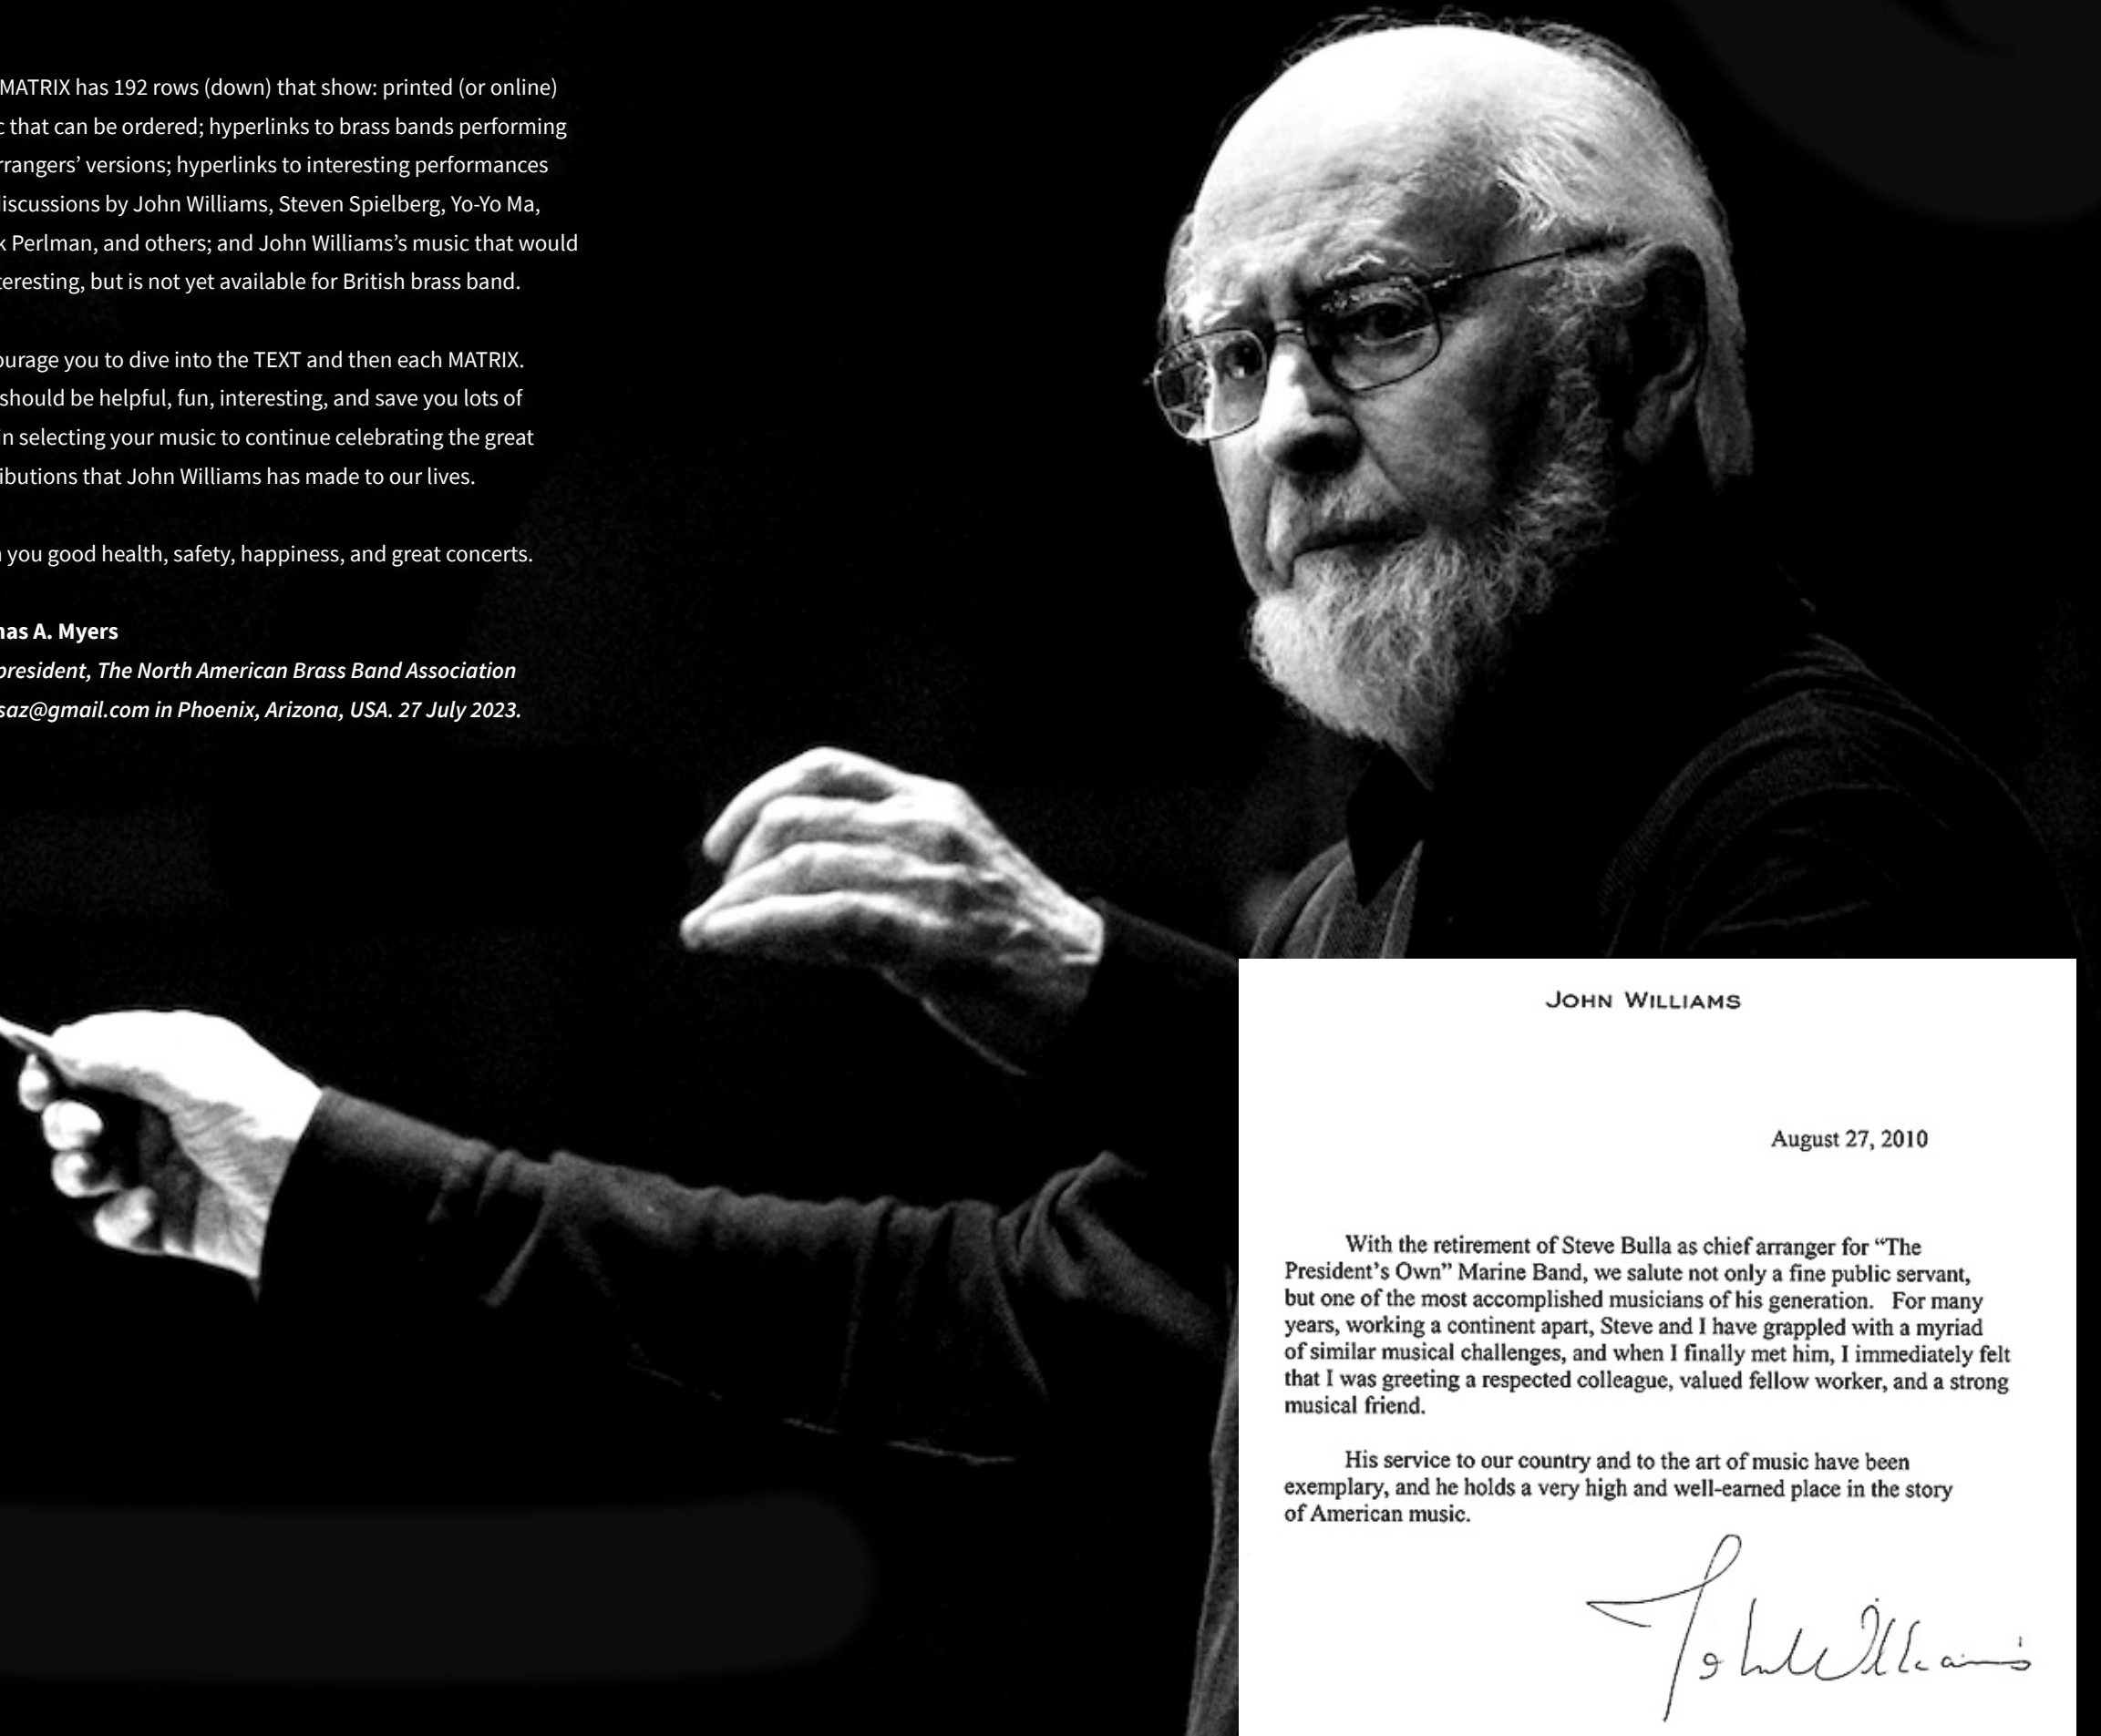 MATRIX has 192 rows (down) that show: printed (or online)
that can be ordered; hyperlinks to brass bands performing
versions; hyperlinks to interesting performances
by John Williams, Steven Spielberg, Yo-Yo Ma,
Perlman, and others; and John Williams’s music that would
but is not yet available for British brass band.
you to dive into the TEXT and then each MATRIX.
should be helpful, fun, interesting, and save you lots of
in selecting your music to continue celebrating the great
that John Williams has made to our lives.
you good health, safety, happiness, and great concerts.
A. Myers
president, The North American Brass Band Association
in Phoenix, Arizona, USA. 27 July 2023.
JOHN WILLIAMS
August 27, 2010
With the retirement of Steve Bulla as chief arranger for “The
President’s Own” Marine Band, we salute not only a fine public servant,
but one of the most accomplished musicians of his generation. For many
years, working a continent apart, Steve and I have grappled with a myriad
of similar musical challenges, and when I finally met him, I immediately felt
that I was greeting a respected colleague, valued fellow worker, and a strong
musical friend.
His service to our country and to the art of music have been
exemplary, and he holds a very high and well-earned place in the story
of American music.
John Williams